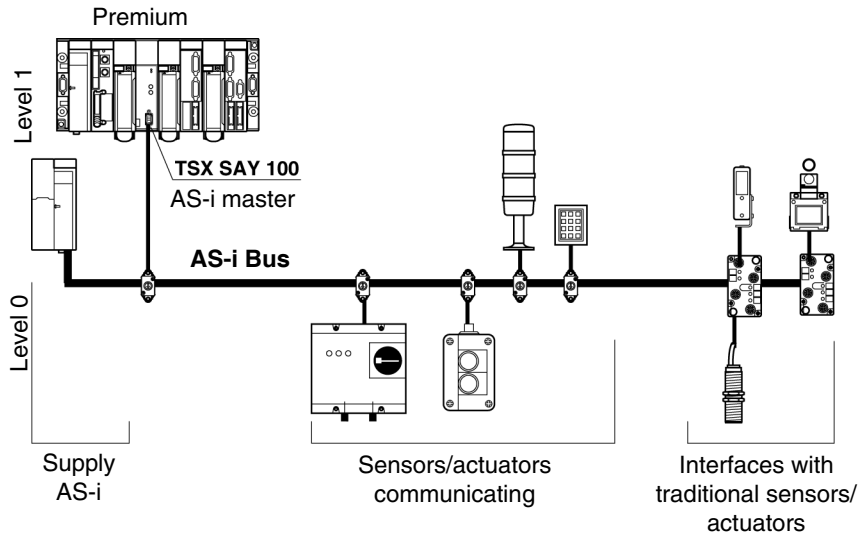 Premium
Level 1
TSX SAY 100
AS-i master
AS-i Bus
Level 0
Supply
AS-i
Sensors/actuators
communicating
Interfaces with
traditional sensors/
actuators